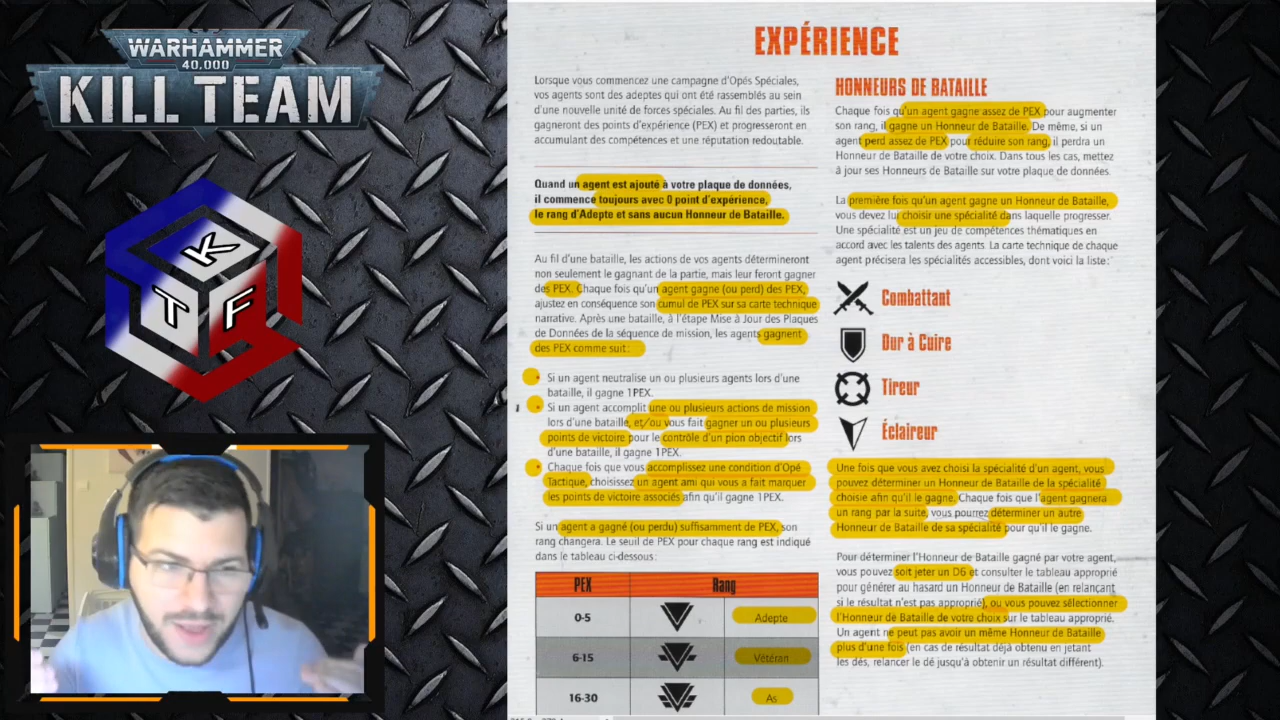 WARHAMMER
40,000
KILL TEAM
K
T F
EXPÉRIENCE
Lorsque vous commencez une campagne d'Opés Spéciales,
vos agents sont des adeptes qui ont été rassemblés au sein
d'une nouvelle unité de forces spéciales. Au fil des parties, ils
gagneront des points d'expérience (PEX) et progresseront en
accumulant des compétences et une réputation redoutable.
Quand un agent est ajouté à votre plaque de données,
il commence toujours avec 0 point d'expérience,
le rang d'Adepte et sans aucun Honneur de Bataille.
Au fil d'une bataille, les actions de vos agents détermineront
non seulement le gagnant de la partie, mais leur feront gagner
des PEX. Chaque fois qu'un agent gagne (ou perd) des PEX,
ajustez en conséquence son cumul de PEX sur sa carte technique
narrative. Après une bataille, à l'étape Mise à Jour des Plaques
de Données de la séquence de mission, les agents gagnent
des PEX comme suit :
• Si un agent neutralise un ou plusieurs agents lors d'une
bataille, il gagne 1PEX.
• Si un agent accomplit une ou plusieurs actions de mission
lors d'une bataille, et/ou vous fait gagner un ou plusieurs
points de victoire pour le contrôle d'un pion objectif lors
d'une bataille, il gagne 1PEX.
• Chaque fois que vous accomplissez une condition d'Opé
Tactique, choisissez un agent ami qui vous a fait marquer
les points de victoire associés afin qu'il gagne 1PEX.
Si un agent a gagné (ou perdu) suffisamment de PEX, son
rang changera. Le seuil de PEX pour chaque rang est indiqué
dans le tableau ci-dessous :
PEX Rang
0-5 Adepte
6-15 Vétéran
16-30 As
HONNEURS DE BATAILLE
Chaque fois qu'un agent gagne assez de PEX pour augmenter
son rang, il gagne un Honneur de Bataille. De même, si un
agent perd assez de PEX pour réduire son rang, il perdra un
Honneur de Bataille de votre choix. Dans tous les cas, mettez
à jour ses Honneurs de Bataille sur votre plaque de données.
La première fois qu'un agent gagne un Honneur de Bataille,
vous devez lui choisir une spécialité dans laquelle progresser.
Une spécialité est un jeu de compétences thématiques en
accord avec les talents des agents. La carte technique de chaque
agent précisera les spécialités accessibles, dont voici la liste :
Combattant
Dur à Cuire
Tireur
Éclaireur
Une fois que vous avez choisi la spécialité d'un agent, vous
pouvez déterminer un Honneur de Bataille de la spécialité
choisie afin qu'il le gagne. Chaque fois que l'agent gagnera
un rang par la suite, vous pourrez déterminer un autre
Honneur de Bataille de sa spécialité pour qu'il le gagne.
Pour déterminer l'Honneur de Bataille gagné par votre agent,
vous pouvez soit jeter un D6 et consulter le tableau approprié
pour générer au hasard un Honneur de Bataille (en relançant
si le résultat n'est pas approprié), ou vous pouvez sélectionner
l'Honneur de Bataille de votre choix sur le tableau approprié.
Un agent ne peut pas avoir un même Honneur de Bataille
plus d'une fois (en cas de résultat déjà obtenu en jetant
les dés, relancer le dé jusqu'à obtenir un résultat différent).